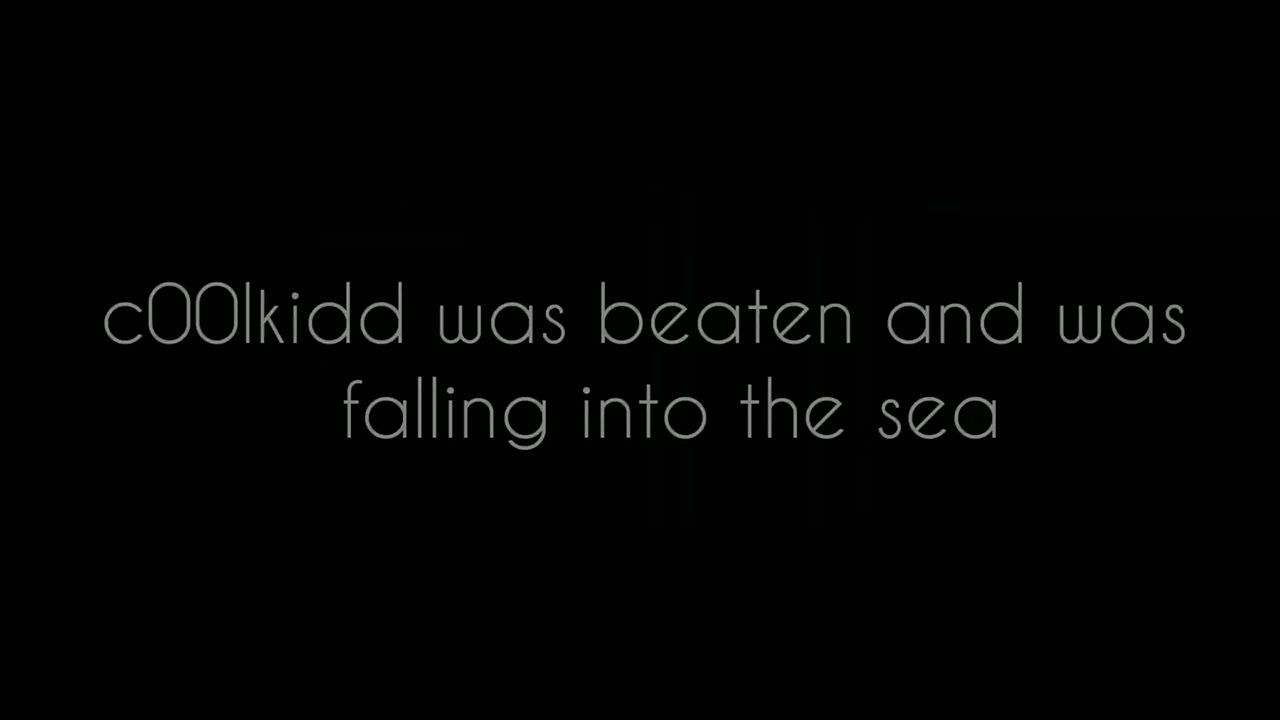 c00lkidd was beaten and was
falling into the sea